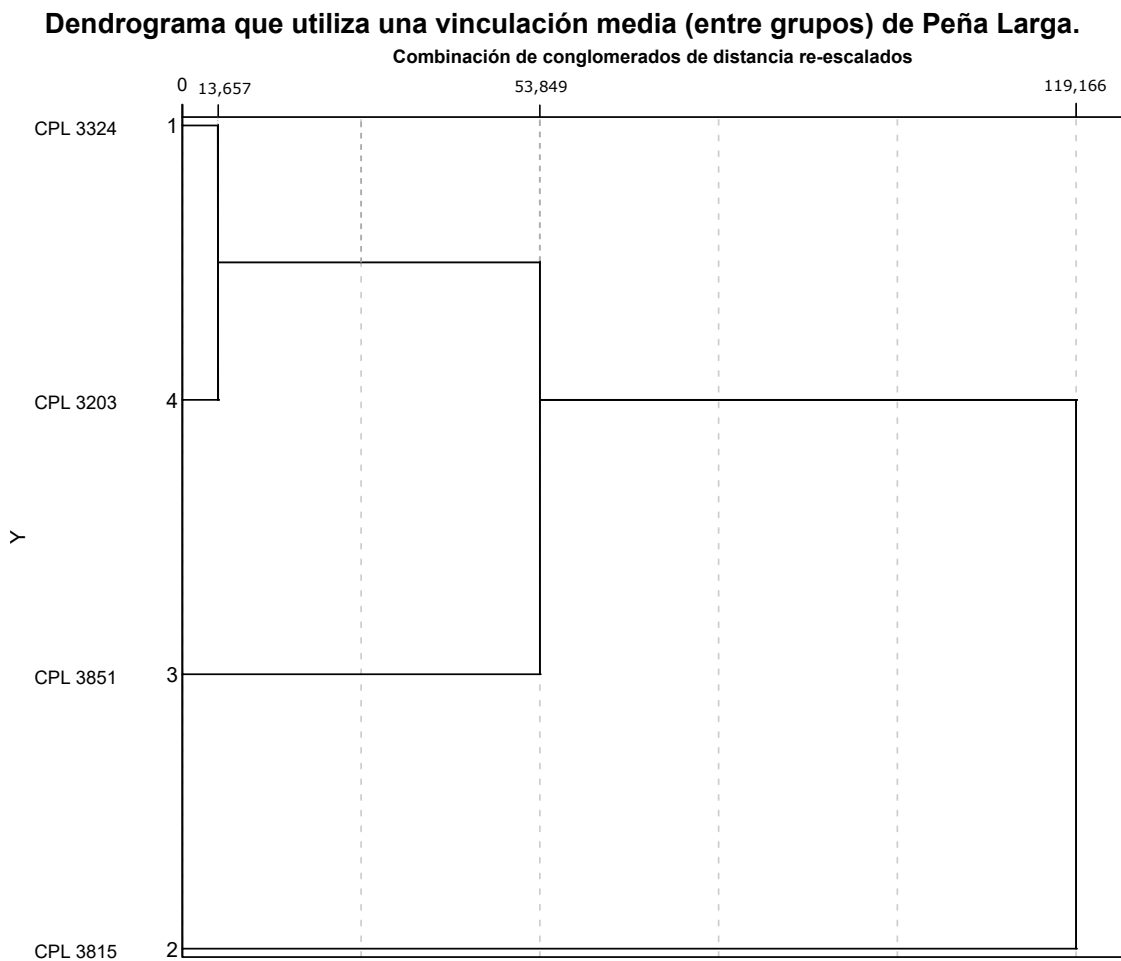 Dendrograma que utiliza una vinculación media (entre grupos) de Peña Larga.
Combinación de conglomerados de distancia re-escalados
0 13,657 53,849 119,166
CPL 3324 1
CPL 3203 4
Y
CPL 3851 3
CPL 3815 2